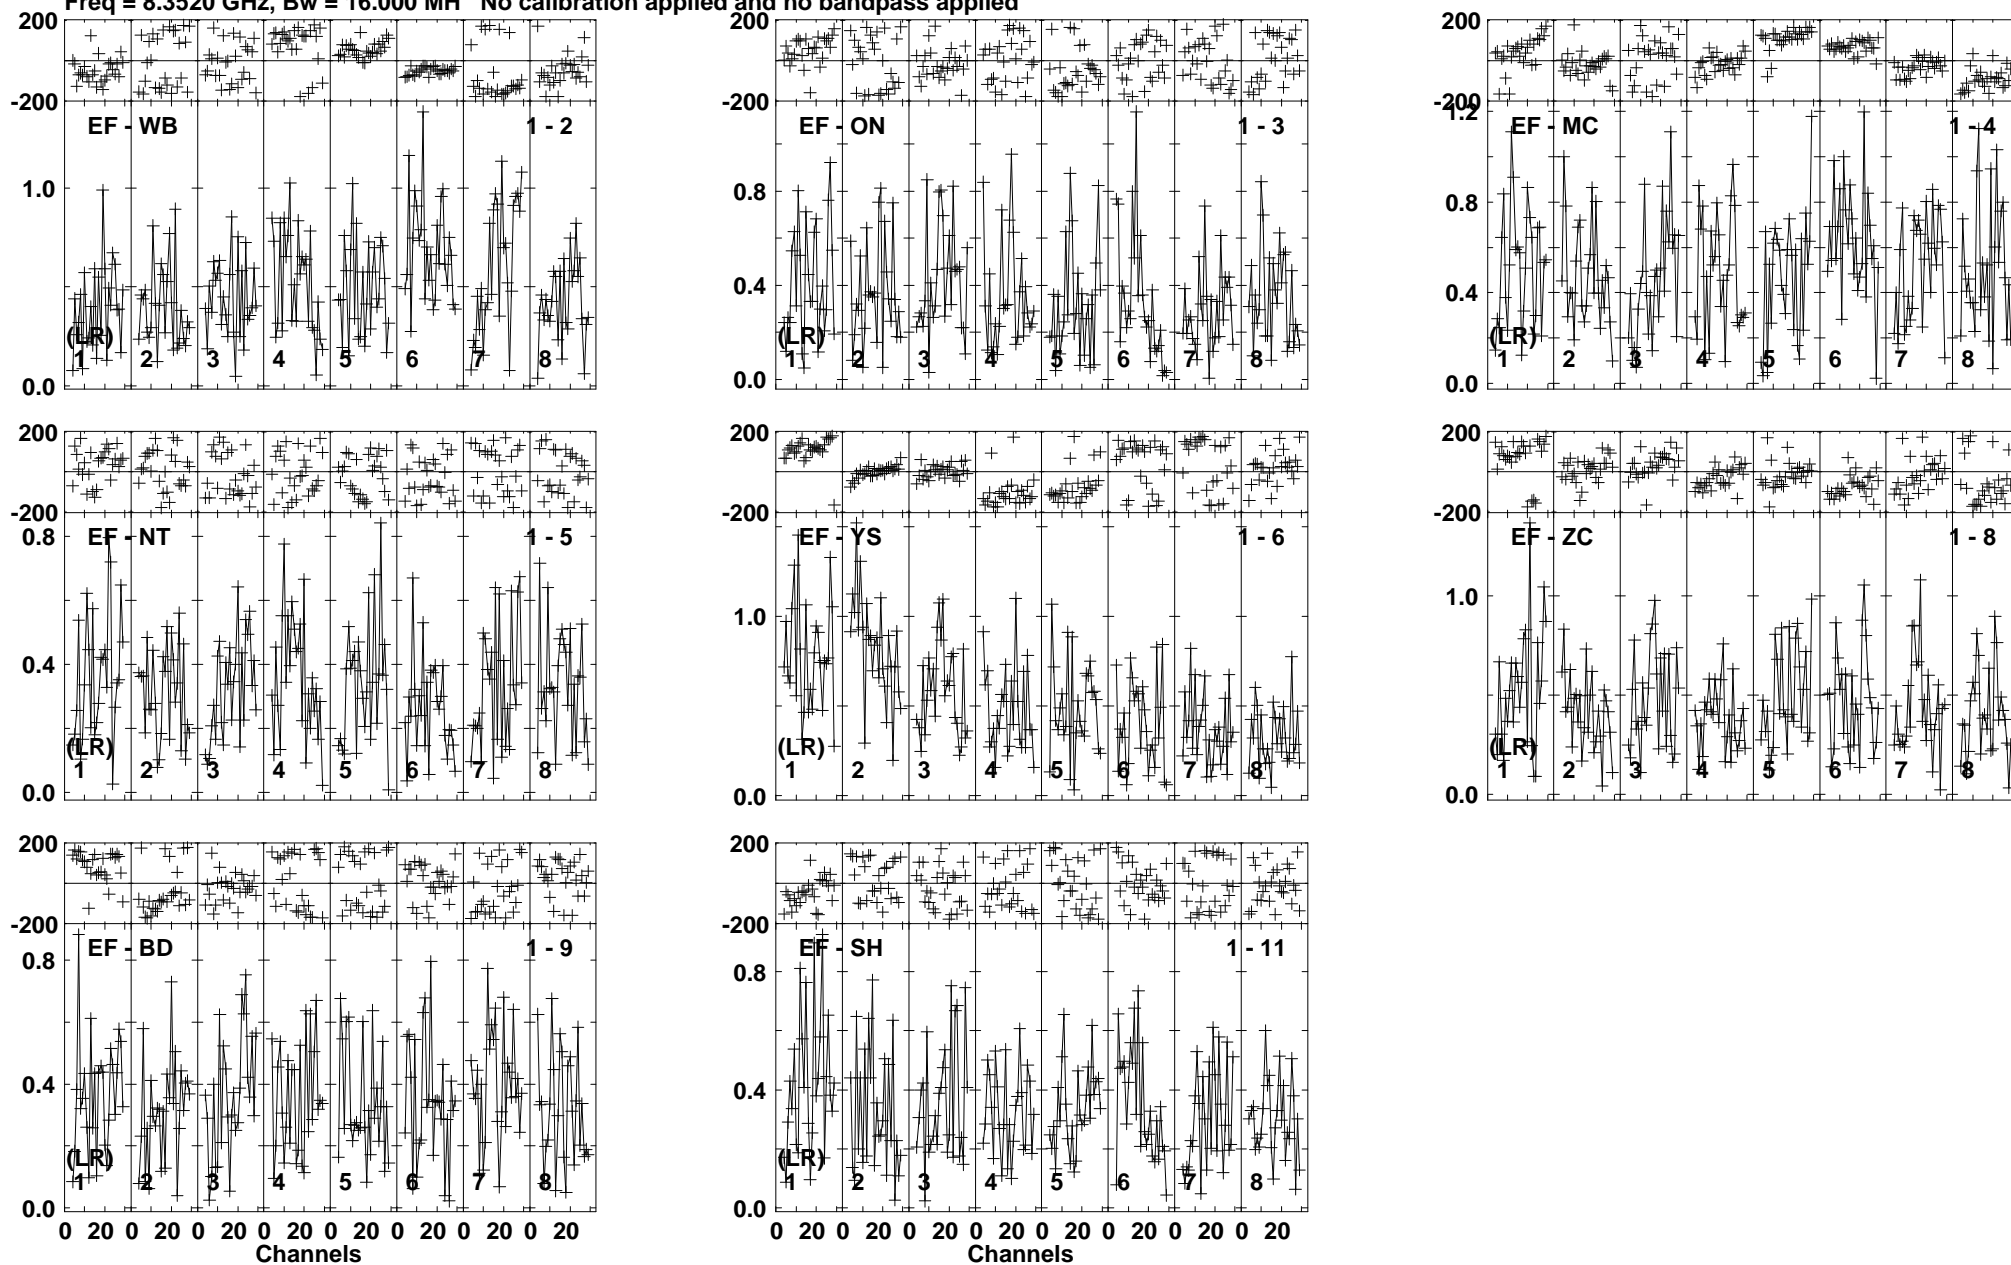 Freq = 8.3520 GHz, Bw = 16.000 MH No calibration applied and no bandpass applied
200
-200
EF - WB
1 - 2
1.0
(LR)
1 2 3 4 5 6 7 8
0.0
200
-200
EF - ON
1 - 3
0.8
0.4
(LR)
1 2 3 4 5 6 7 8
0.0
200
-200
1.2
EF - MC
1 - 4
0.8
0.4
(LR)
1 2 3 4 5 6 7 8
0.0
200
-200
EF - NT
1 - 5
0.8
0.4
(LR)
1 2 3 4 5 6 7 8
0.0
200
-200
EF - YS
1 - 6
1.0
(LR)
1 2 3 4 5 6 7 8
0.0
200
-200
EF - ZC
1 - 8
1.0
(LR)
1 2 3 4 5 6 7 8
0.0
200
-200
EF - BD
1 - 9
0.8
0.4
(LR)
1 2 3 4 5 6 7 8
0.0
0 20 0 20 0 20 0 20 0 20 0 20 0 20 0 20
Channels
200
-200
EF - SH
1 - 11
0.8
0.4
(LR)
1 2 3 4 5 6 7 8
0.0
0 20 0 20 0 20 0 20 0 20 0 20 0 20 0 20
Channels